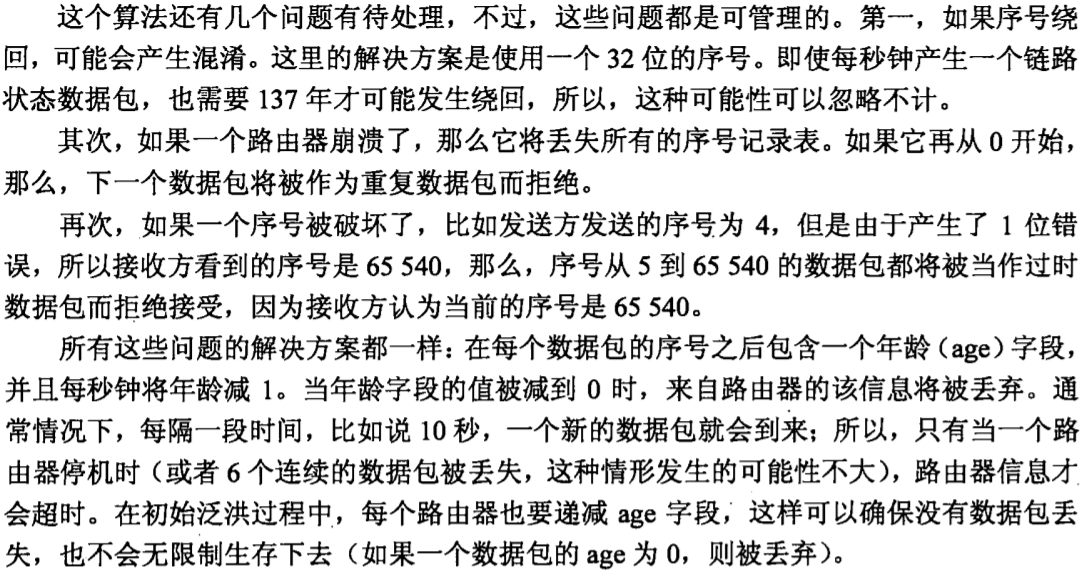 这个算法还有几个问题有待处理，不过，这些问题都是可管理的。第一，如果序号绕
回，可能会产生混淆。这里的解决方案是使用一个 32 位的序号。即使每秒钟产生一个链路
状态数据包，也需要 137 年才可能发生绕回，所以，这种可能性可以忽略不计。
其次，如果一个路由器崩溃了，那么它将丢失所有的序号记录表。如果它再从 0 开始，
那么，下一个数据包将被作为重复数据包而拒绝。
再次，如果一个序号被破坏了，比如发送方发送的序号为 4，但是由于产生了 1 位错
误，所以接收方看到的序号是 65 540，那么，序号从 5 到 65 540 的数据包都将被当作过时
数据包而拒绝接受，因为接收方认为当前的序号是 65 540。
所有这些问题的解决方案都一样：在每个数据包的序号之后包含一个年龄（age）字段，
并且每秒钟将年龄减 1。当年龄字段的值被减到 0 时，来自路由器的该信息将被丢弃。通
常情况下，每隔一段时间，比如说 10 秒，一个新的数据包就会到来；所以，只有当一个路
由器停机时（或者 6 个连续的数据包被丢失，这种情形发生的可能性不大），路由器信息才
会超时。在初始泛洪过程中，每个路由器也要递减 age 字段，这样可以确保没有数据包丢
失，也不会无限制生存下去（如果一个数据包的 age 为 0，则被丢弃）。